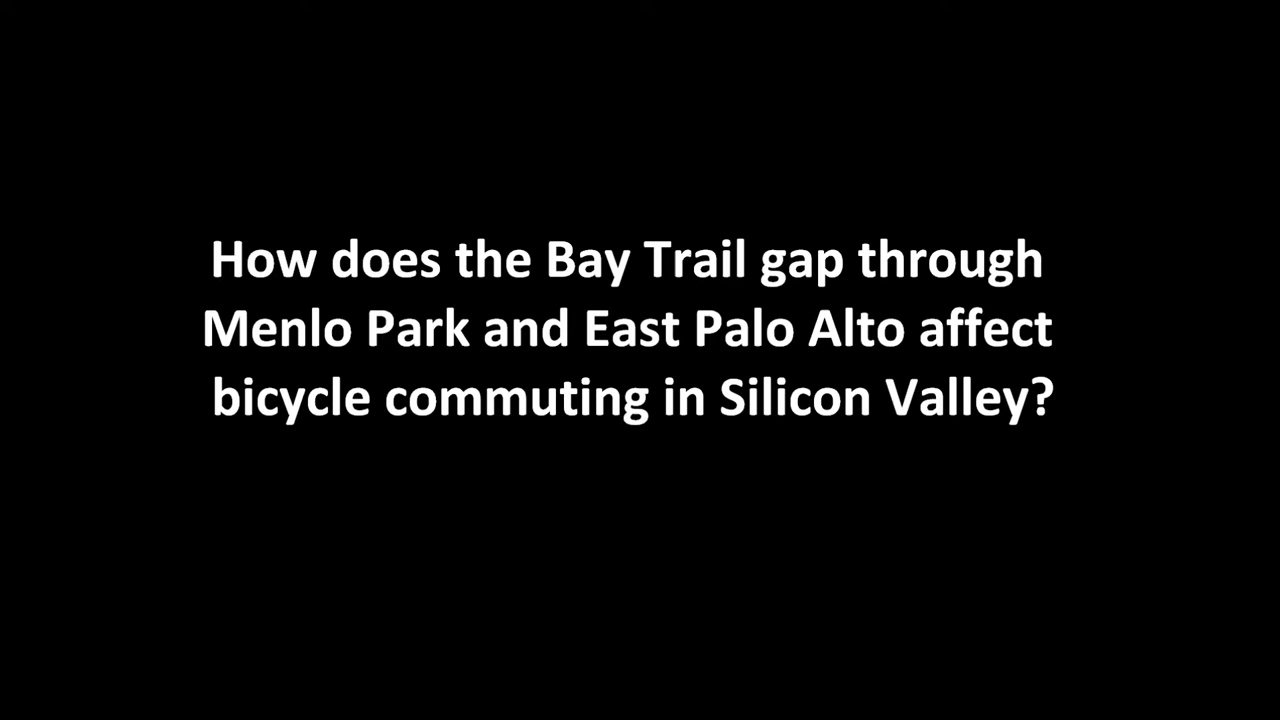 How does the Bay Trail gap through
Menlo Park and East Palo Alto affect
bicycle commuting in Silicon Valley?